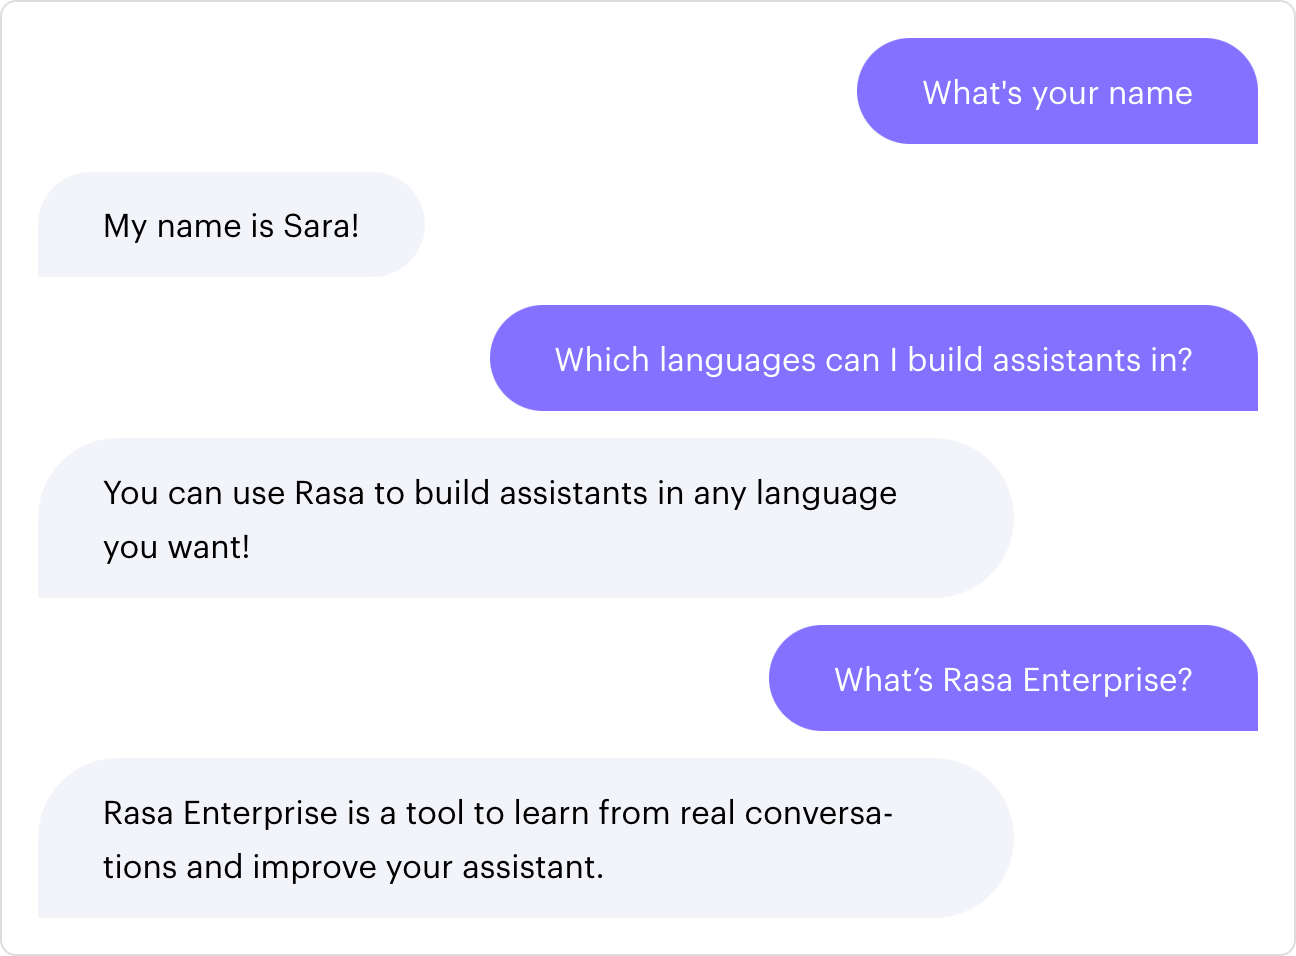 What's your name
My name is Sara!
Which languages can I build assistants in?
You can use Rasa to build assistants in any language
you want!
What’s Rasa Enterprise?
Rasa Enterprise is a tool to learn from real conversa-
tions and improve your assistant.